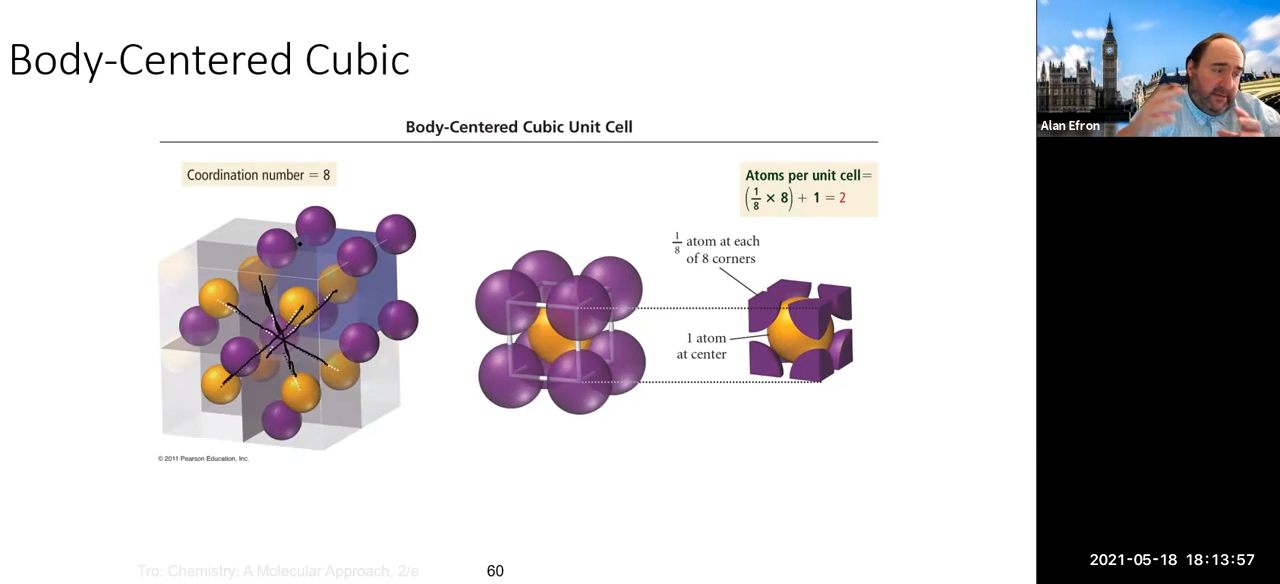 Body-Centered Cubic
Body-Centered Cubic Unit Cell
Coordination number = 8
Atoms per unit cell=
(1/8 × 8) + 1 = 2
1/8 atom at each
of 8 corners
1 atom
at center
© 2011 Pearson Education, Inc.
Tro: Chemistry: A Molecular Approach, 2/e
60
Alan Efron
2021-05-18 18:13:57